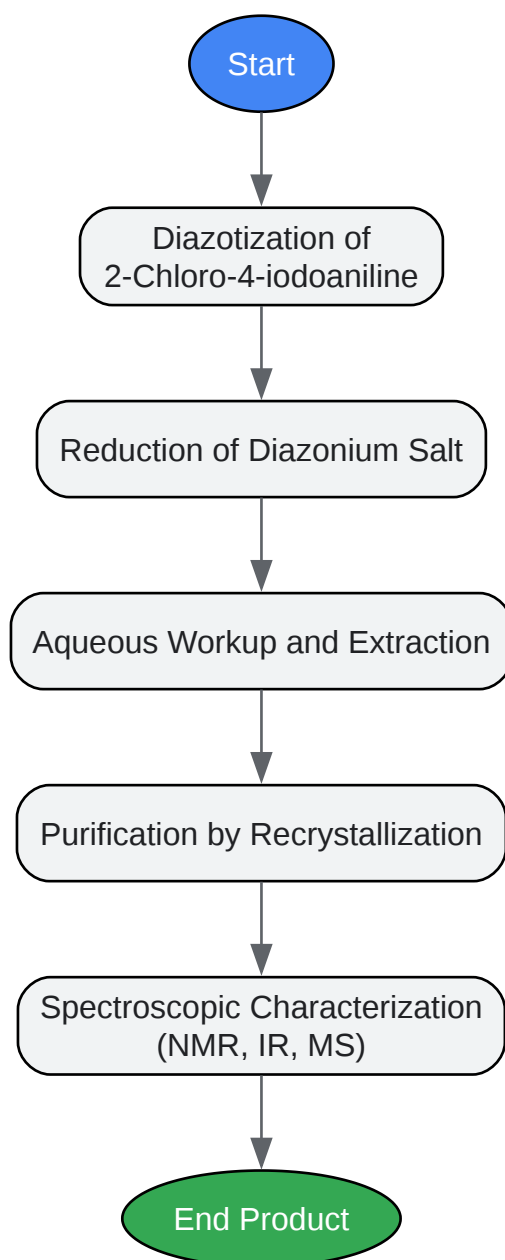 Start
Diazotization of
2-Chloro-4-iodoaniline
Reduction of Diazonium Salt
Aqueous Workup and Extraction
Purification by Recrystallization
Spectroscopic Characterization
(NMR, IR, MS)
End Product